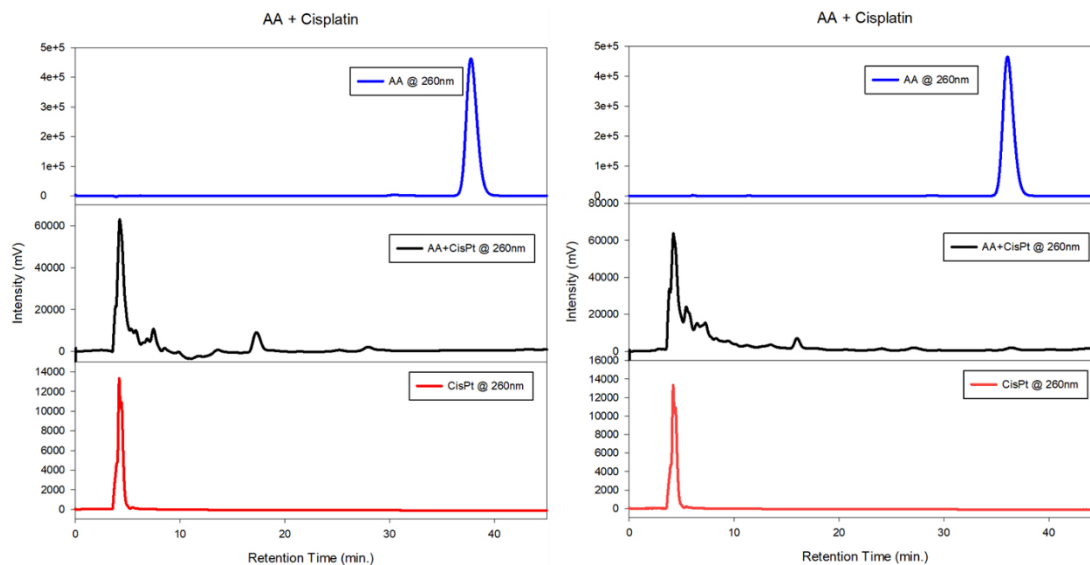 AA + Cisplatin
5e+5
4e+5
3e+5
2e+5
1e+5
0
AA @ 260nm
60000
40000
20000
0
AA+CisPt @ 260nm
14000
12000
10000
8000
6000
4000
2000
0
CisPt @ 260nm
Intensity (mV)
0 10 20 30 40
Retention Time (min.)
AA + Cisplatin
5e+5
4e+5
3e+5
2e+5
1e+5
0
AA @ 260nm
80000
60000
40000
20000
0
AA+CisPt @ 260nm
16000
14000
12000
10000
8000
6000
4000
2000
0
CisPt @ 260nm
Intensity (mV)
0 10 20 30 40
Retention Time (min.)